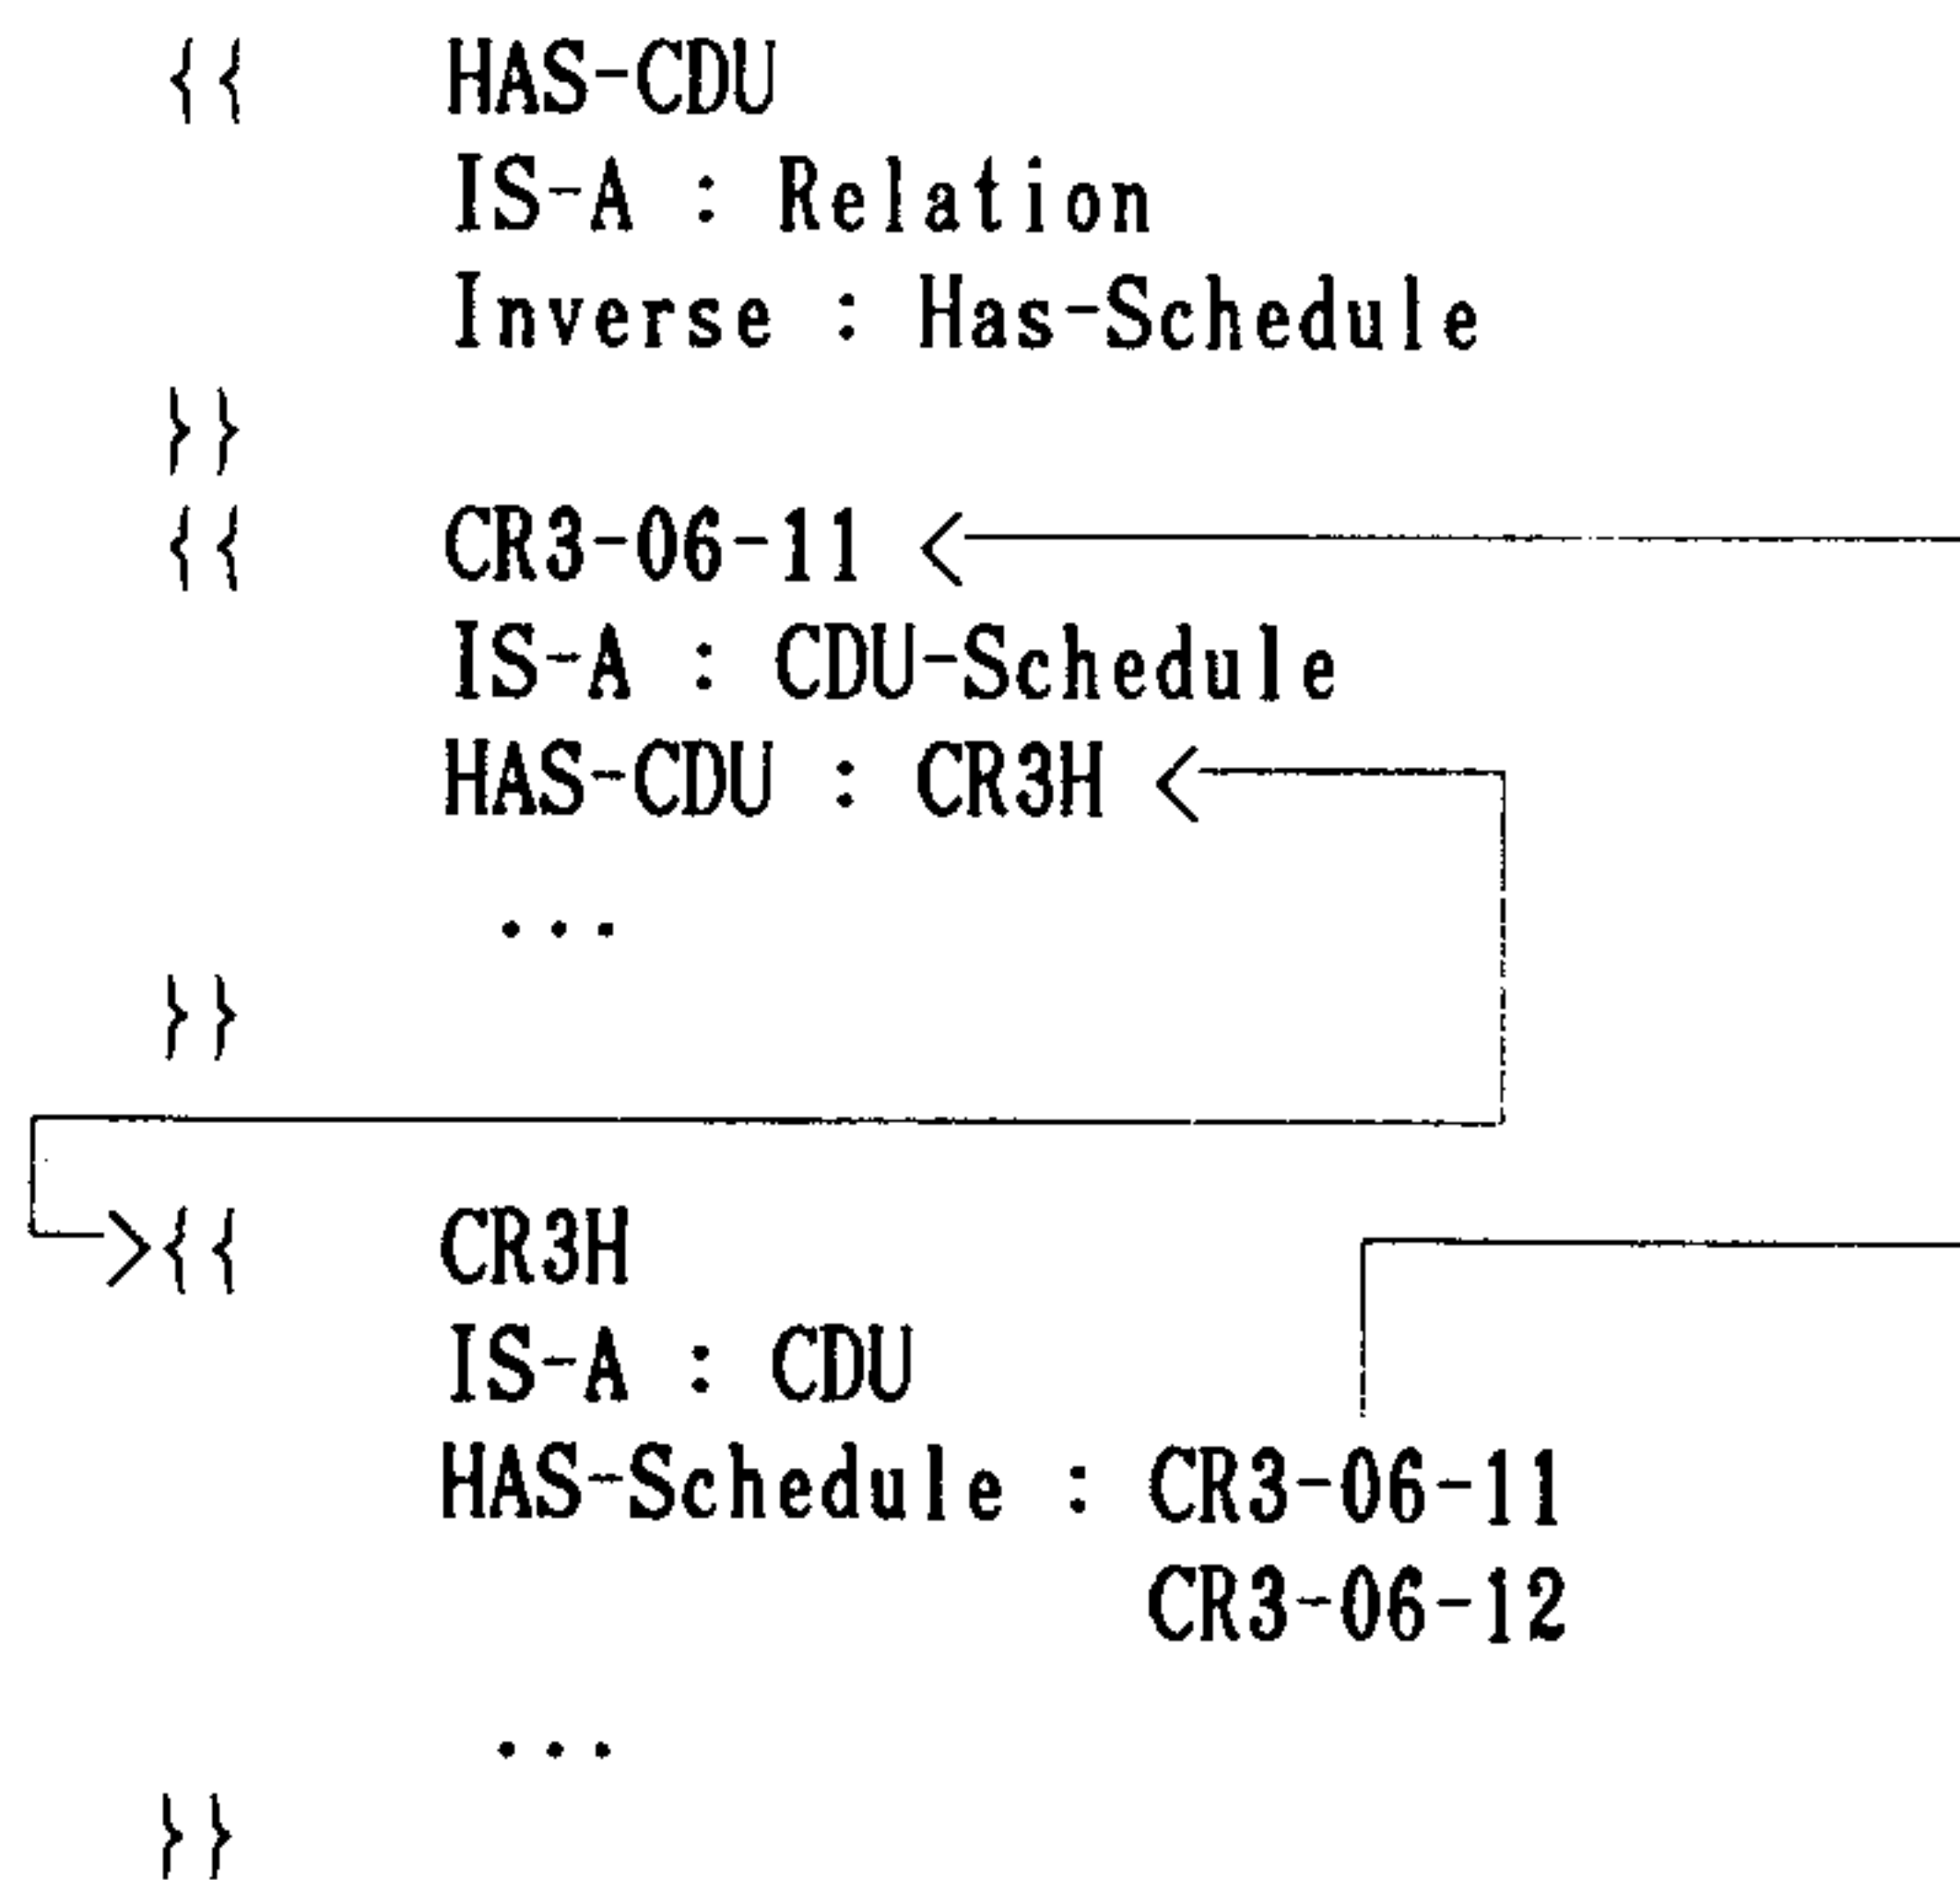 {{ HAS-CDU
IS-A : Relation
Inverse : Has-Schedule
}}
{{ CR3-06-11
IS-A : CDU-Schedule
HAS-CDU : CR3H
...
}}
{{ CR3H
IS-A : CDU
HAS-Schedule : CR3-06-11
CR3-06-12
...
}}